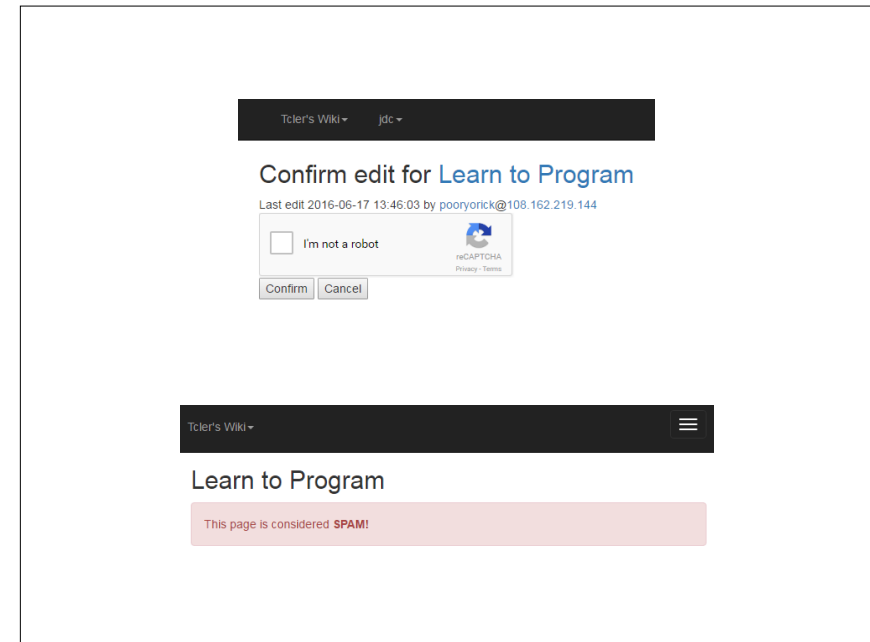 Tcler's Wiki jdc
Confirm edit for Learn to Program
Last edit 2016-06-17 13:46:03 by pooryorick@108.162.219.144
I'm not a robot
reCAPTCHA
Privacy - Terms
Confirm Cancel
Tcler's Wiki
Learn to Program
This page is considered SPAM!